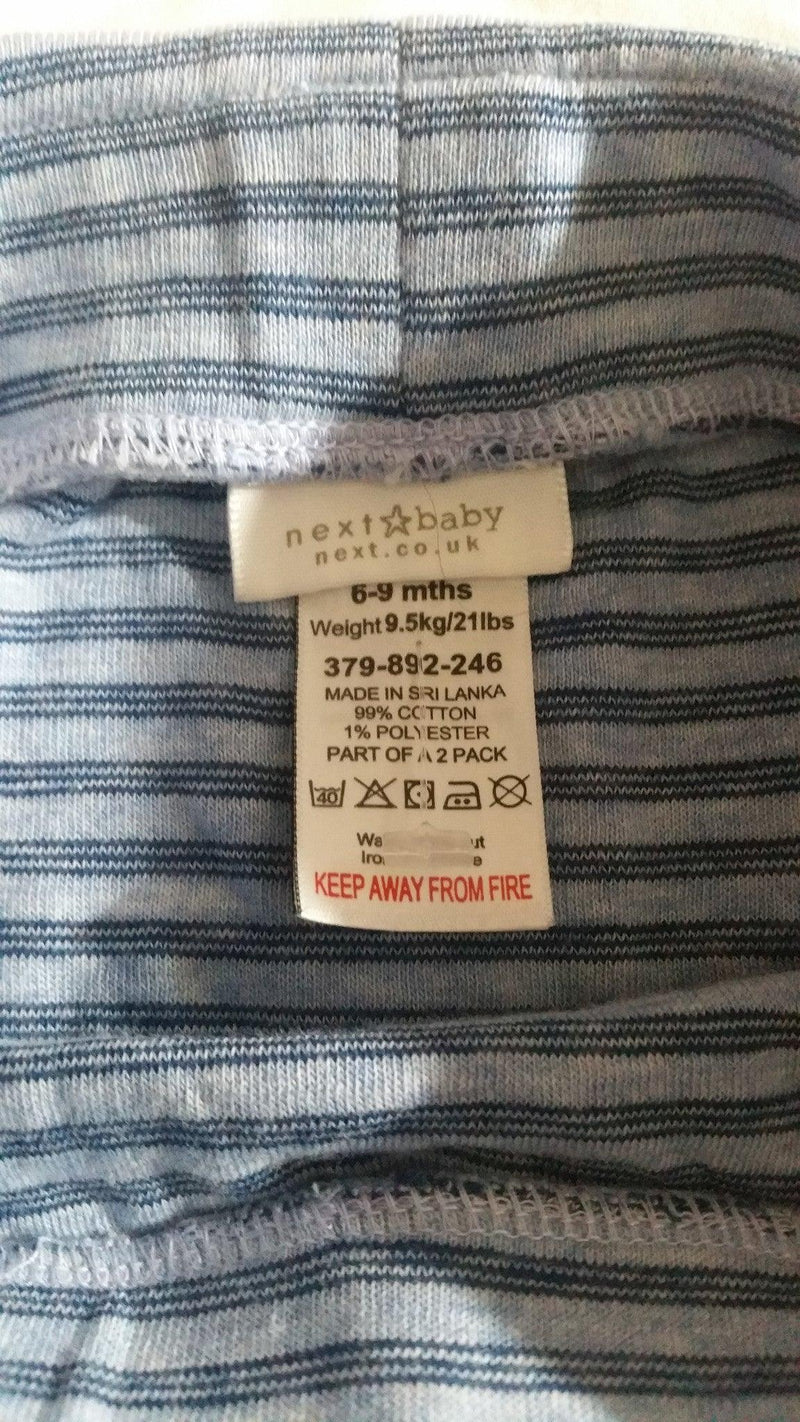 next☆baby
next.co.uk
6-9 mths
Weight 9.5kg/21lbs
379-892-246
MADE IN SRI LANKA
99% COTTON
1% POLYESTER
PART OF A 2 PACK
40
KEEP AWAY FROM FIRE